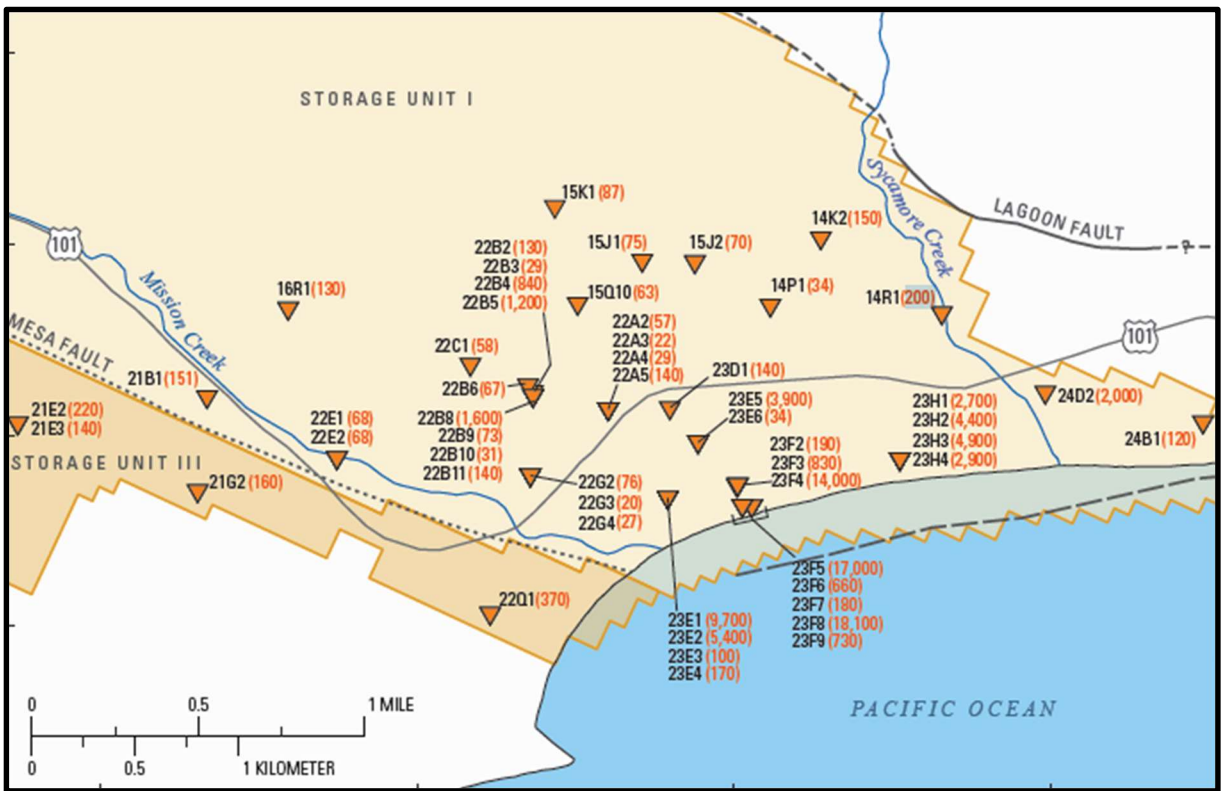 STORAGE UNIT I
LAGOON FAULT
?
Sycamore Creek
101
Mission Creek
MESA FAULT
101
15K1 (87)
14K2 (150)
15J1 (75)
15J2 (70)
22B2 (130)
22B3 (29)
22B4 (840)
22B5 (1,200)
16R1 (130)
15Q10 (63)
14P1 (34)
14R1 (200)
22A2 (57)
22A3 (22)
22A4 (29)
22A5 (140)
22C1 (58)
21B1 (151)
22B6 (67)
23D1 (140)
21E2 (220)
21E3 (140)
22E1 (68)
22E2 (68)
22B8 (1,600)
22B9 (73)
22B10 (31)
22B11 (140)
23E5 (3,900)
23E6 (34)
23H1 (2,700)
23H2 (4,400)
23H3 (4,900)
23H4 (2,900)
24D2 (2,000)
24B1 (120)
23F2 (190)
23F3 (830)
23F4 (14,000)
STORAGE UNIT III
21G2 (160)
22G2 (76)
22G3 (20)
22G4 (27)
23F5 (17,000)
23F6 (660)
23F7 (180)
23F8 (18,100)
23F9 (730)
22Q1 (370)
23E1 (9,700)
23E2 (5,400)
23E3 (100)
23E4 (170)
PACIFIC OCEAN
0 0.5 1 MILE
0 0.5 1 KILOMETER